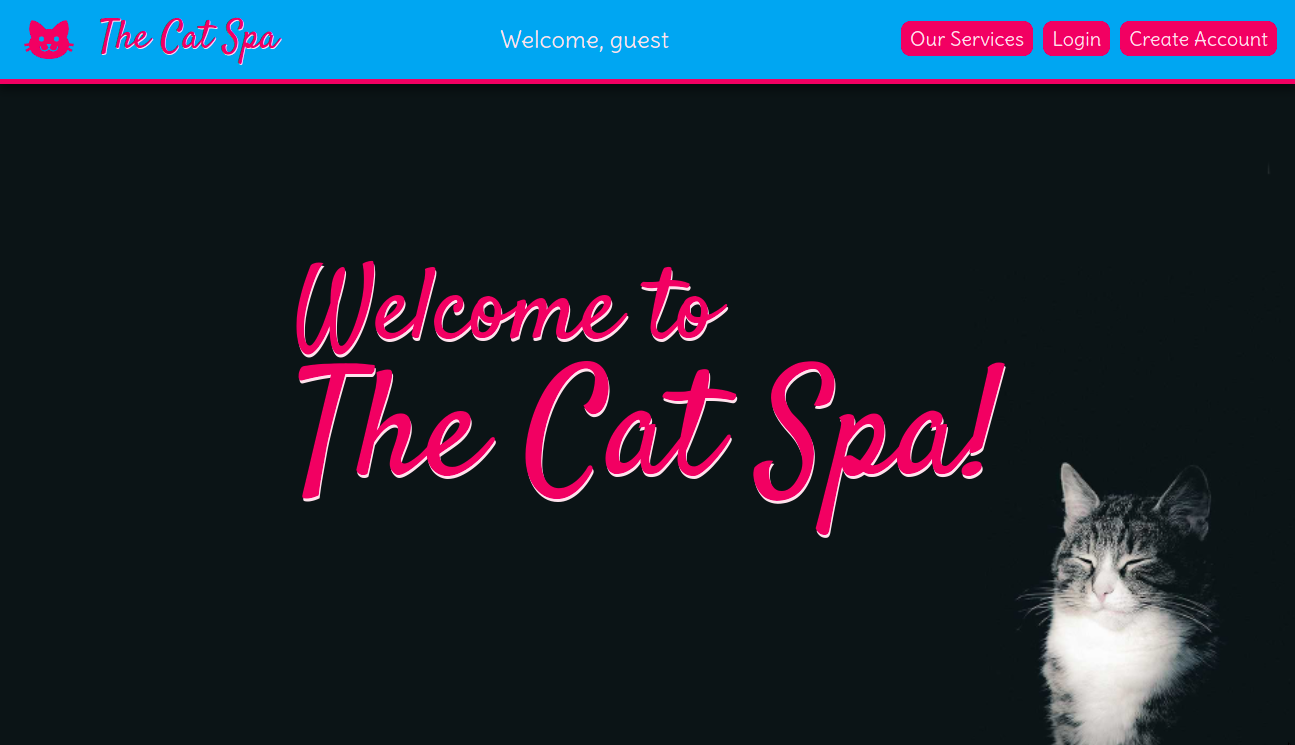 The Cat Spa
Welcome, guest
Our Services
Login
Create Account
Welcome to
The Cat Spa!